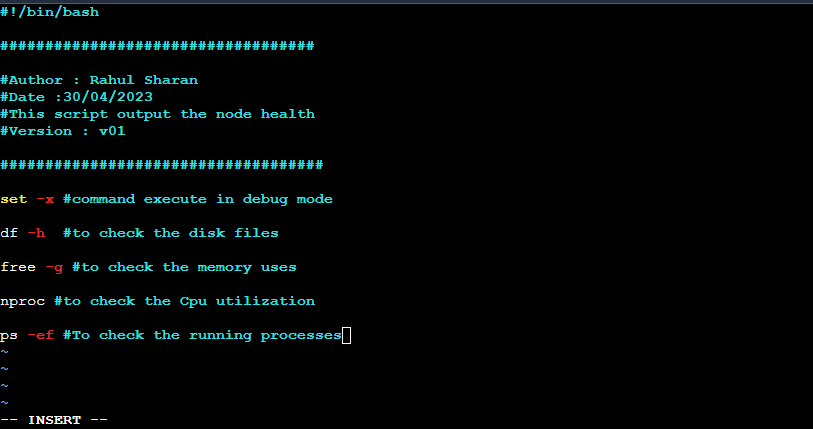 #!/bin/bash
###################################
#Author : Rahul Sharan
#Date :30/04/2023
#This script output the node health
#Version : v01
####################################
set -x #command execute in debug mode
df -h  #to check the disk files
free -g #to check the memory uses
nproc #to check the Cpu utilization
ps -ef #To check the running processes
~
~
~
~
-- INSERT --